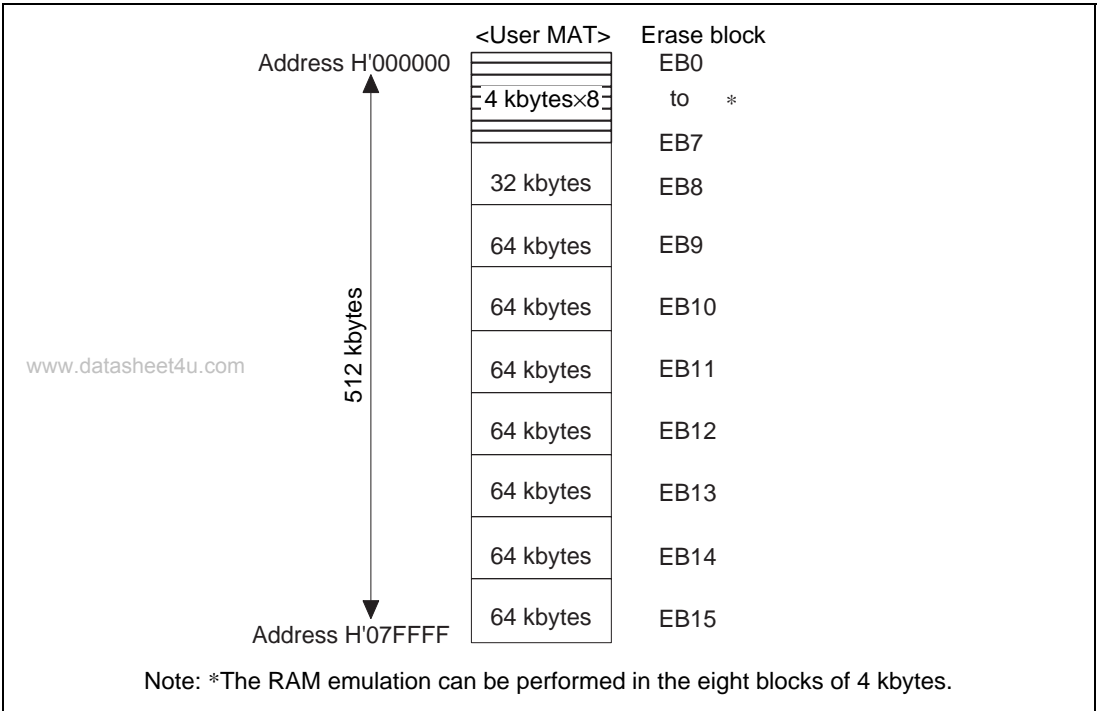 <User MAT> Erase block
Address H'000000 EB0
4 kbytes×8 to *
EB7
32 kbytes EB8
64 kbytes EB9
64 kbytes EB10
www.datasheet4u.com
512 kbytes
64 kbytes EB11
64 kbytes EB12
64 kbytes EB13
64 kbytes EB14
64 kbytes EB15
Address H'07FFFF
Note: *The RAM emulation can be performed in the eight blocks of 4 kbytes.